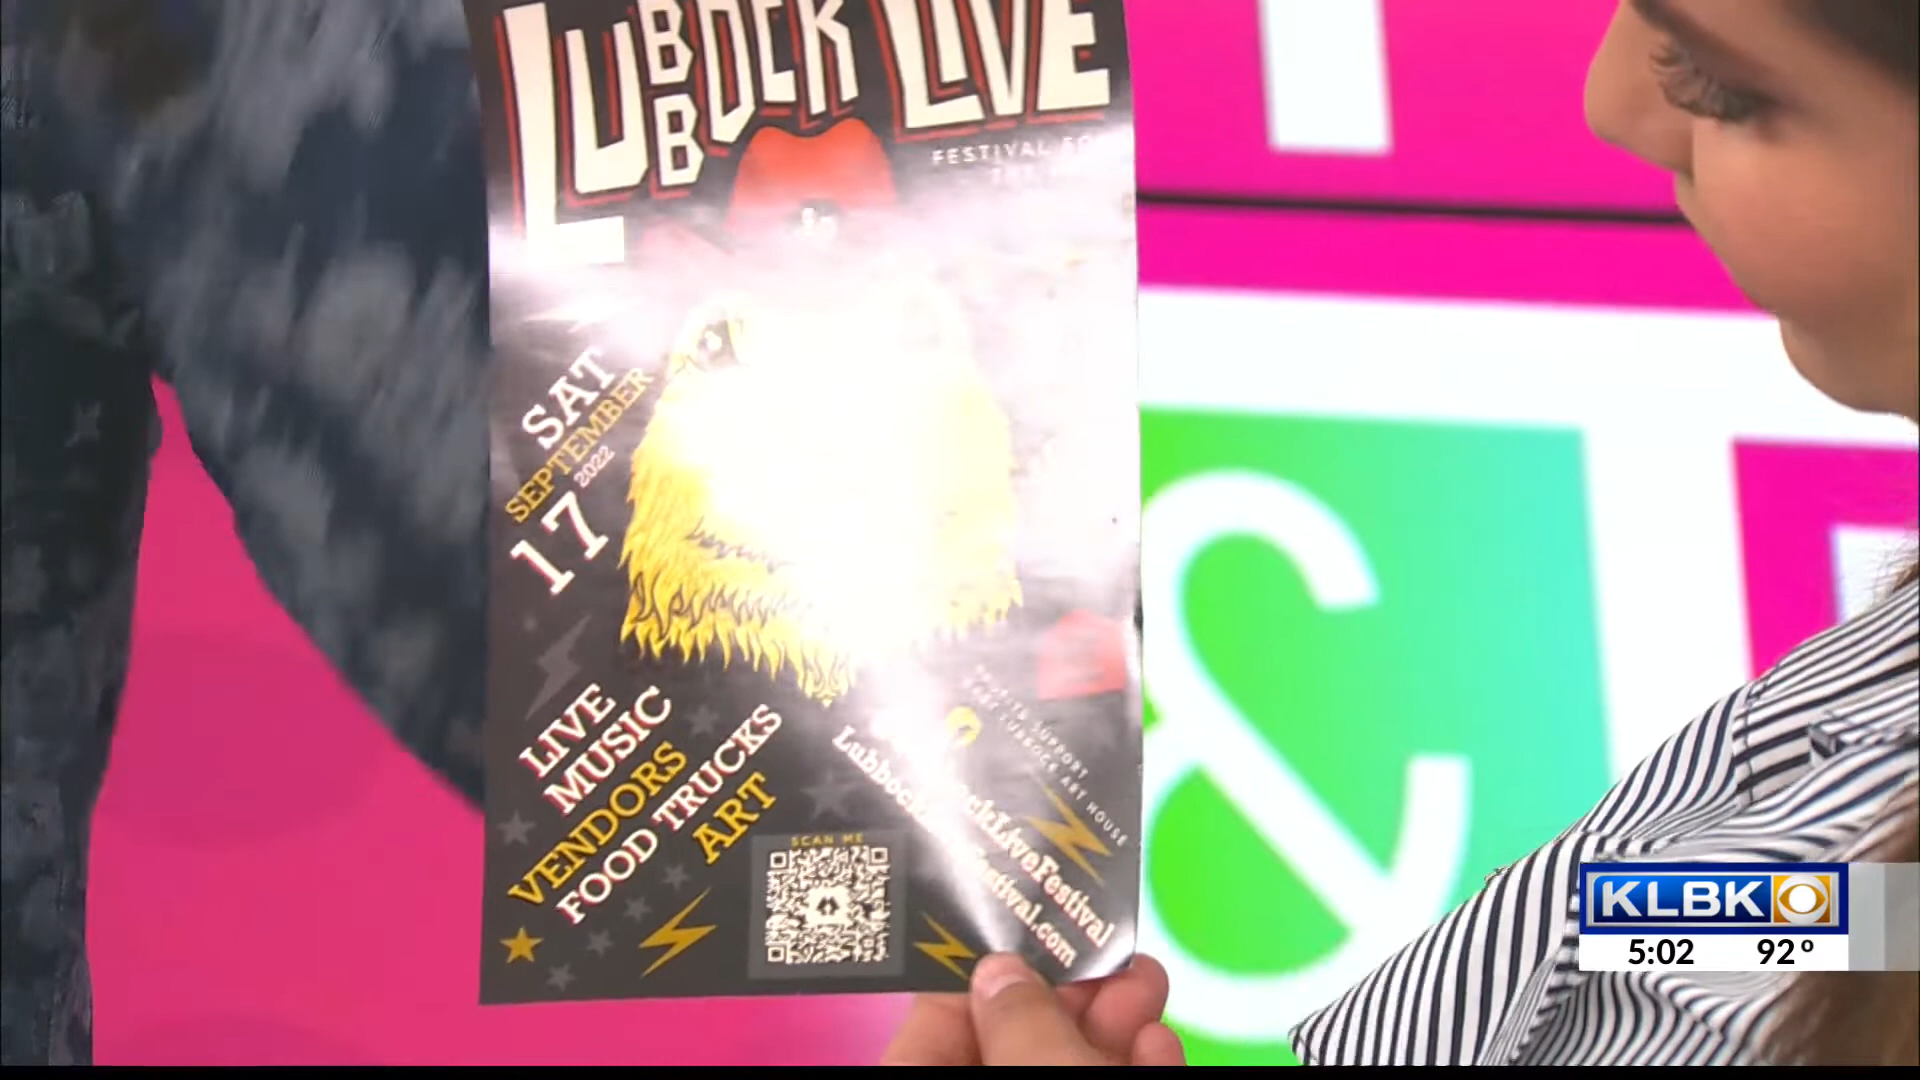 LUBBOCK LIVE
FESTIVAL
SAT
SEPTEMBER
2022
17
LIVE
MUSIC
VENDORS
FOOD TRUCKS
ART
SCAN ME
SUPPORT
LUBBOCK ART HOUSE
&
KLBK
5:02 92°